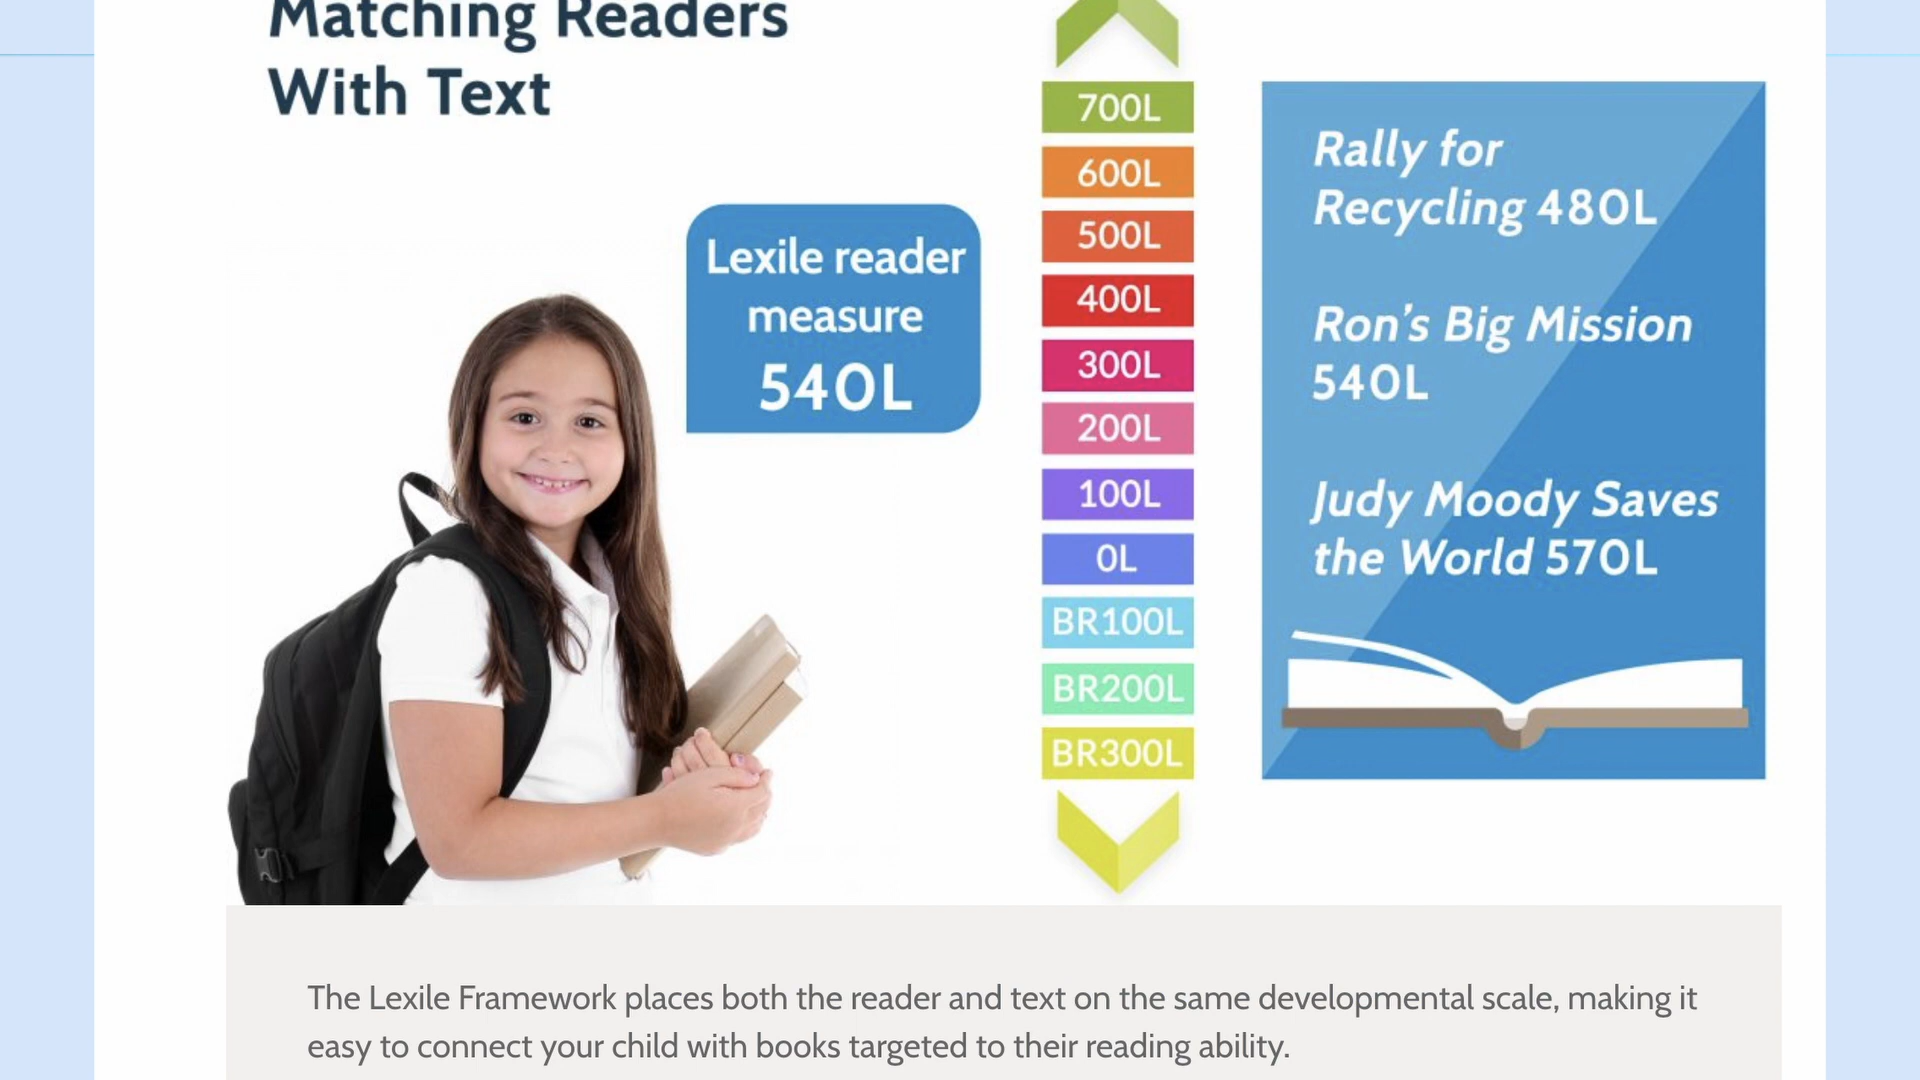 Matching Readers
With Text
Lexile reader
measure
540L
700L
600L
500L
400L
300L
200L
100L
0L
BR100L
BR200L
BR300L
Rally for
Recycling 480L
Ron's Big Mission
540L
Judy Moody Saves
the World 570L
The Lexile Framework places both the reader and text on the same developmental scale, making it
easy to connect your child with books targeted to their reading ability.